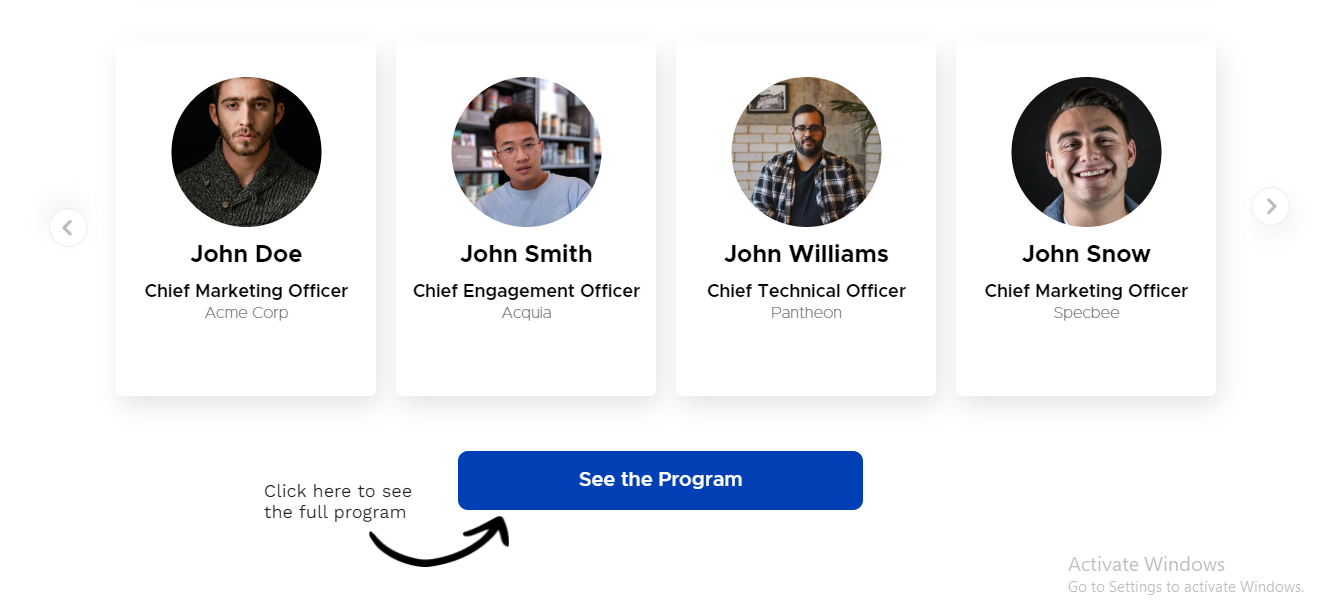 John Doe
Chief Marketing Officer
Acme Corp
John Smith
Chief Engagement Officer
Acquia
John Williams
Chief Technical Officer
Pantheon
John Snow
Chief Marketing Officer
Specbee
See the Program
Click here to see
the full program
Activate Windows
Go to Settings to activate Windows.